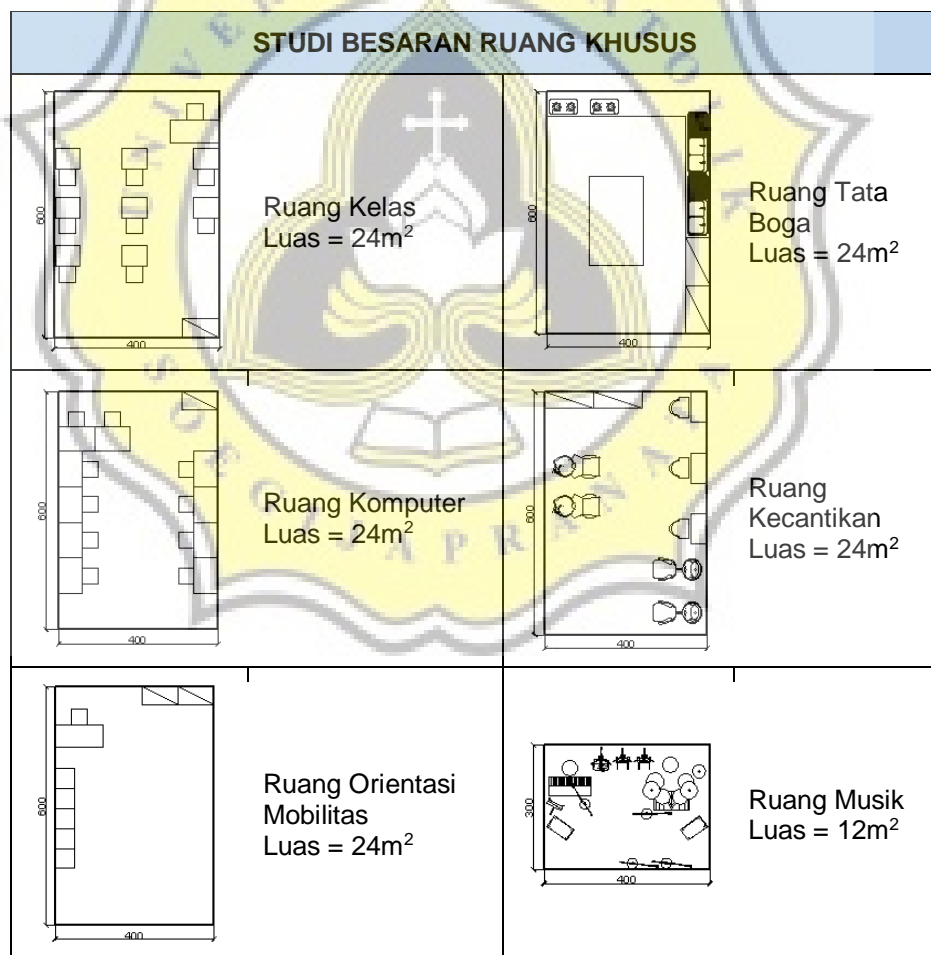 STUDI BESARAN RUANG KHUSUS
600
400
Ruang Kelas
Luas = 24m²
600
400
Ruang Tata
Boga
Luas = 24m²
600
400
Ruang Komputer
Luas = 24m²
600
400
Ruang
Kecantikan
Luas = 24m²
600
400
Ruang Orientasi
Mobilitas
Luas = 24m²
300
400
Ruang Musik
Luas = 12m²